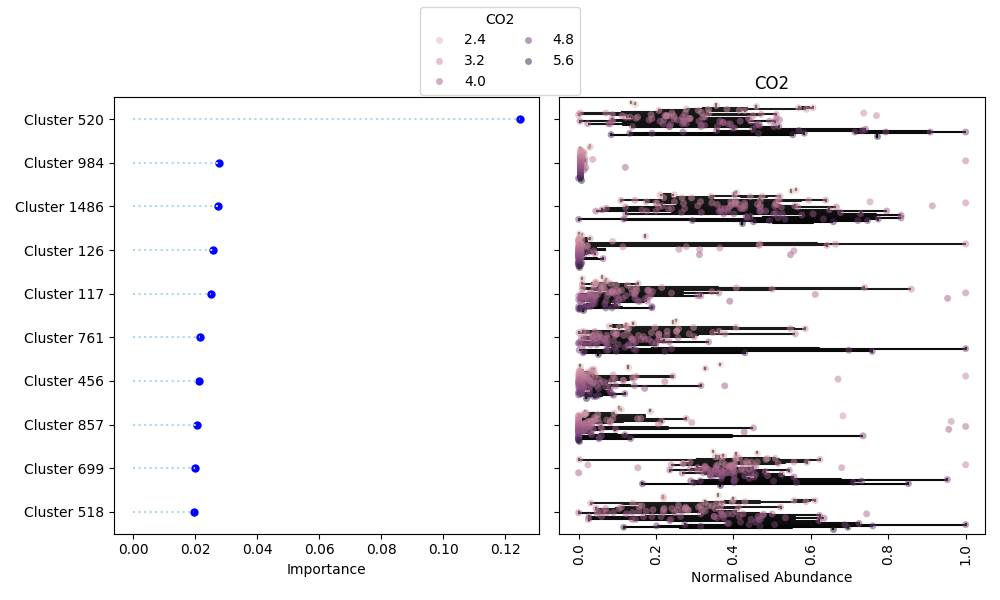 CO2
2.4
3.2
4.0
4.8
5.6
Cluster 520
Cluster 984
Cluster 1486
Cluster 126
Cluster 117
Cluster 761
Cluster 456
Cluster 857
Cluster 699
Cluster 518
0.00
0.02
0.04
0.06
0.08
0.10
0.12
Importance
CO2
0.0
0.2
0.4
0.6
0.8
1.0
Normalised Abundance